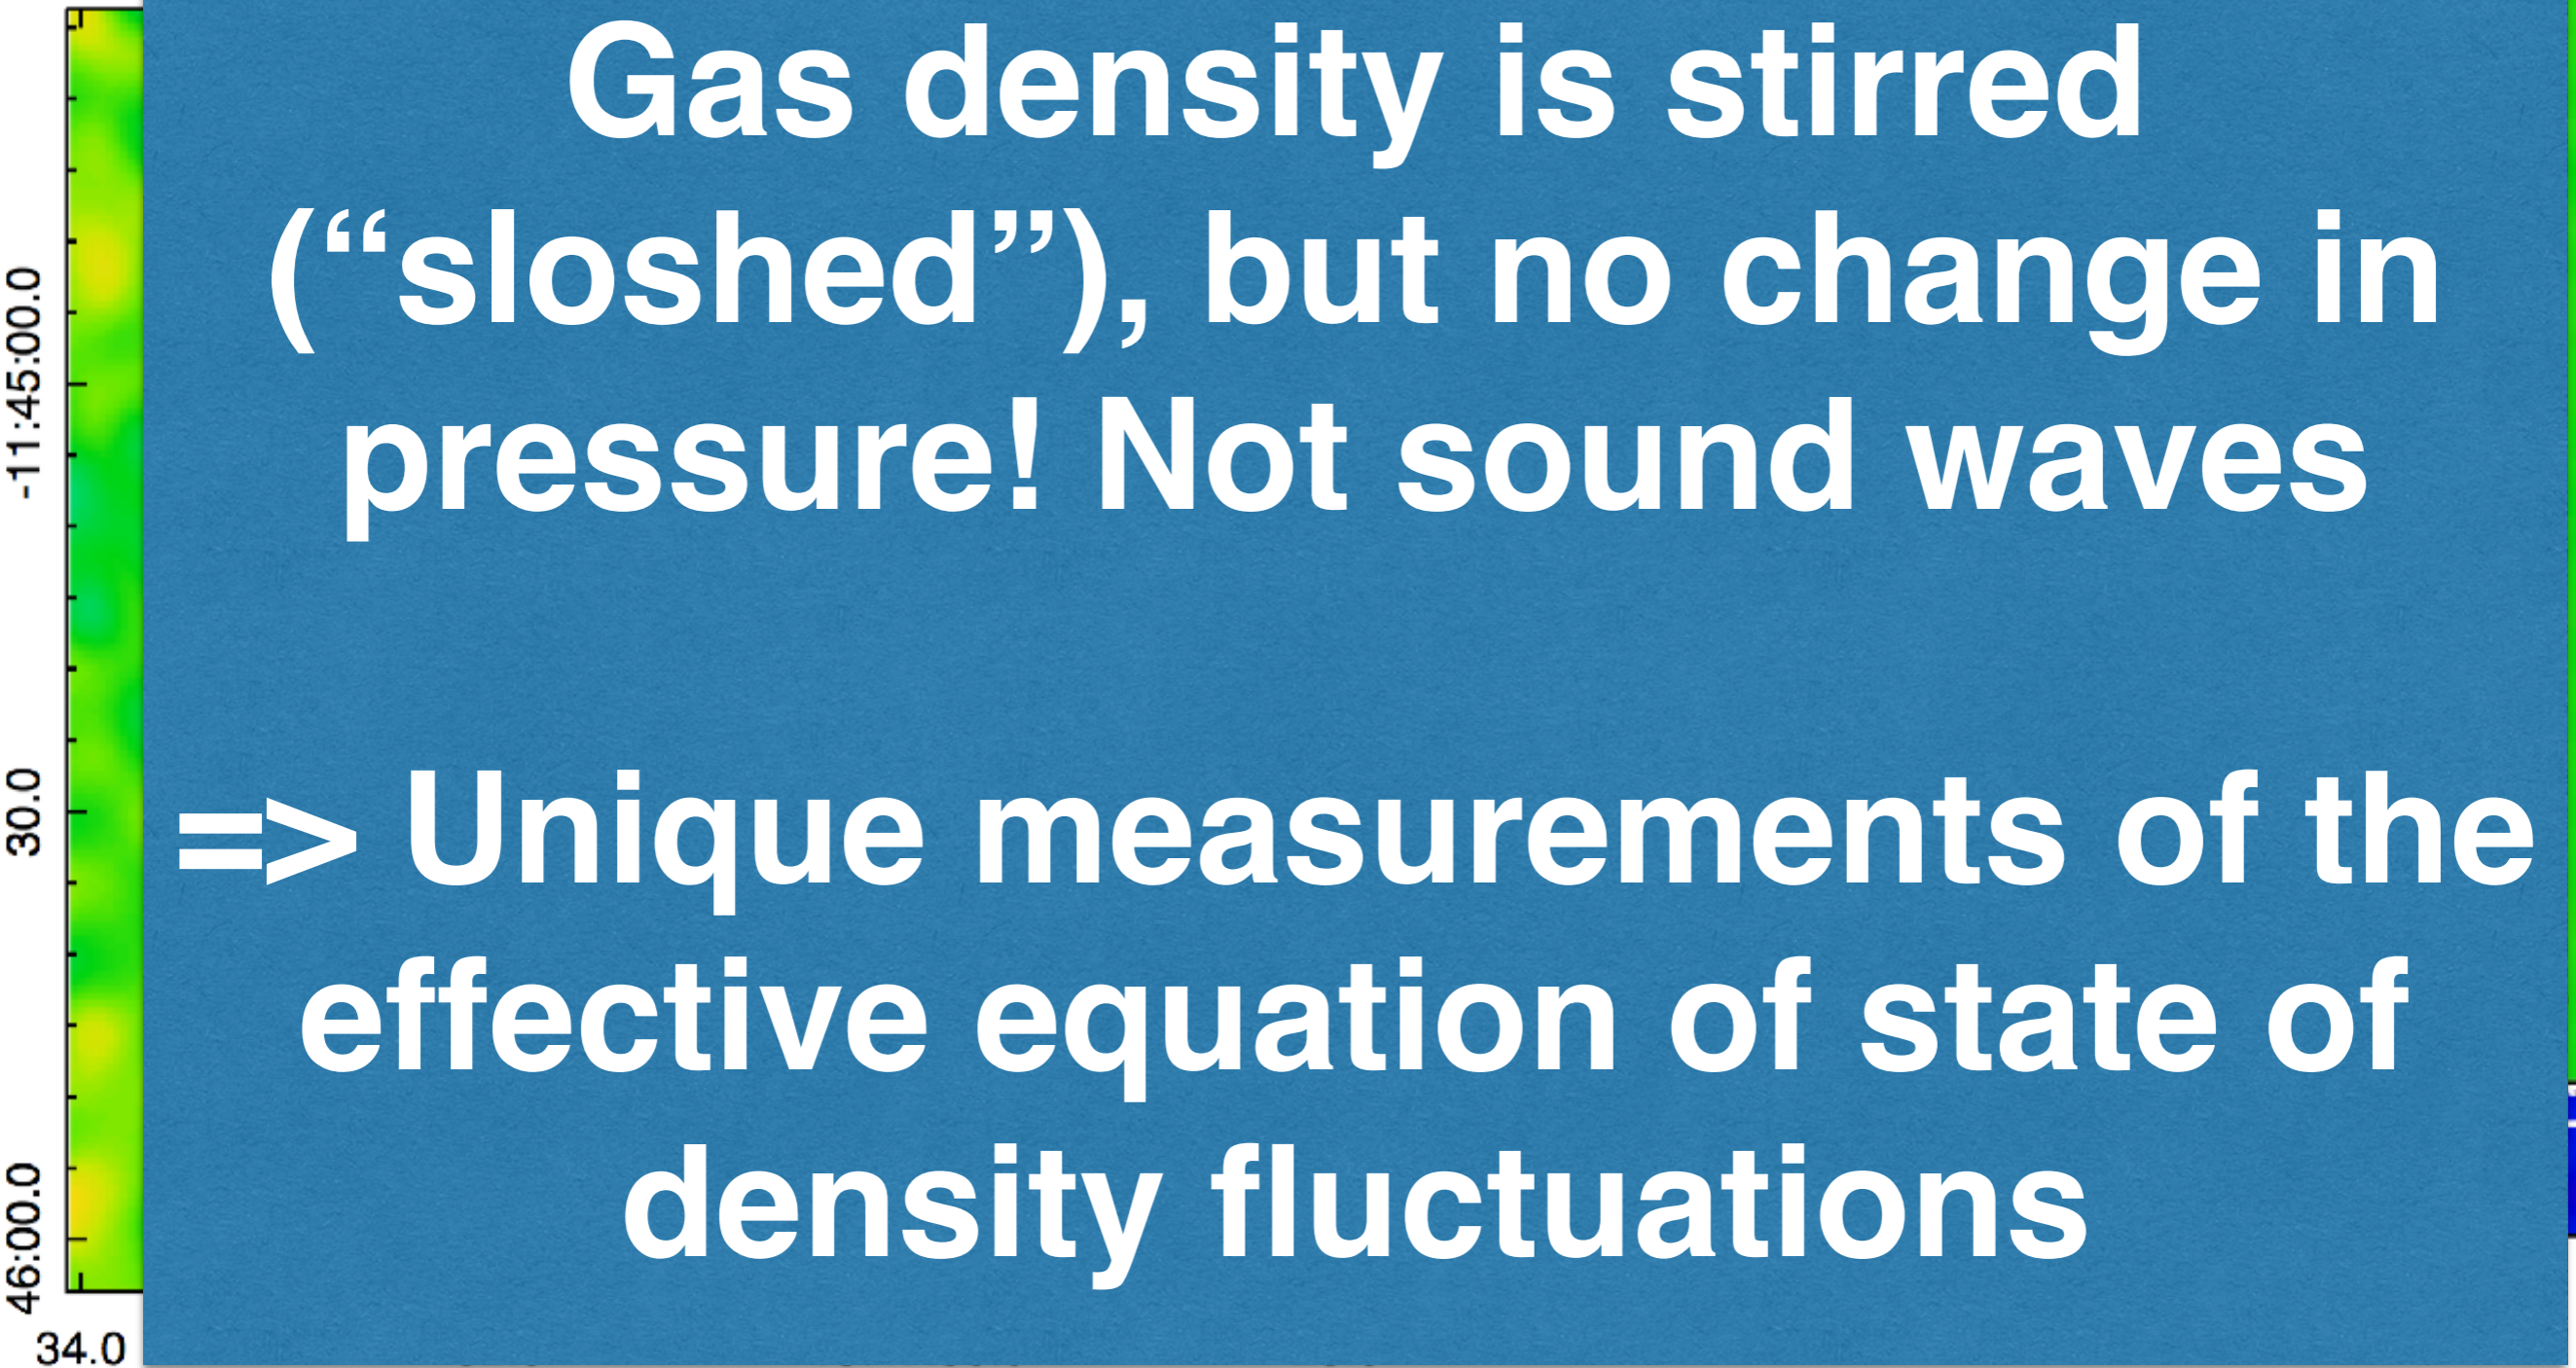 Gas density is stirred
(“sloshed”), but no change in
pressure! Not sound waves
=> Unique measurements of the
effective equation of state of
density fluctuations
-11:45:00.0
30.0
46:00.0
34.0